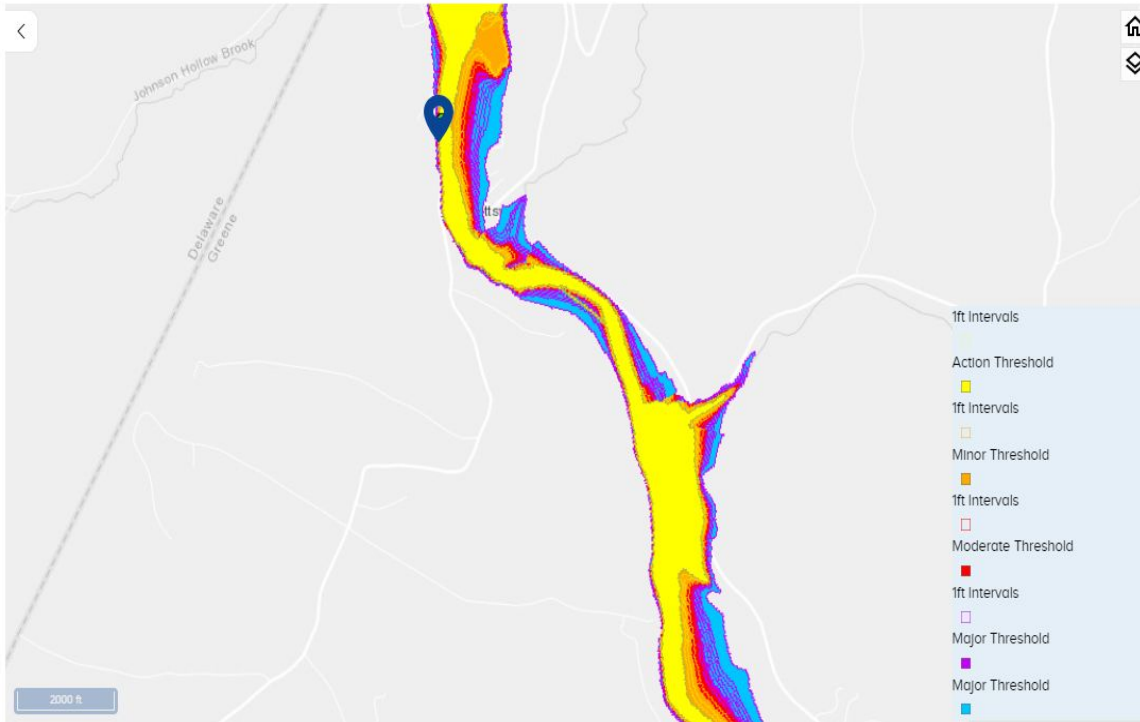 Johnson Hollow Brook
Delaware
Greene
tts
1ft Intervals
Action Threshold
1ft Intervals
Minor Threshold
1ft Intervals
Moderate Threshold
1ft Intervals
Major Threshold
Major Threshold
2000 ft